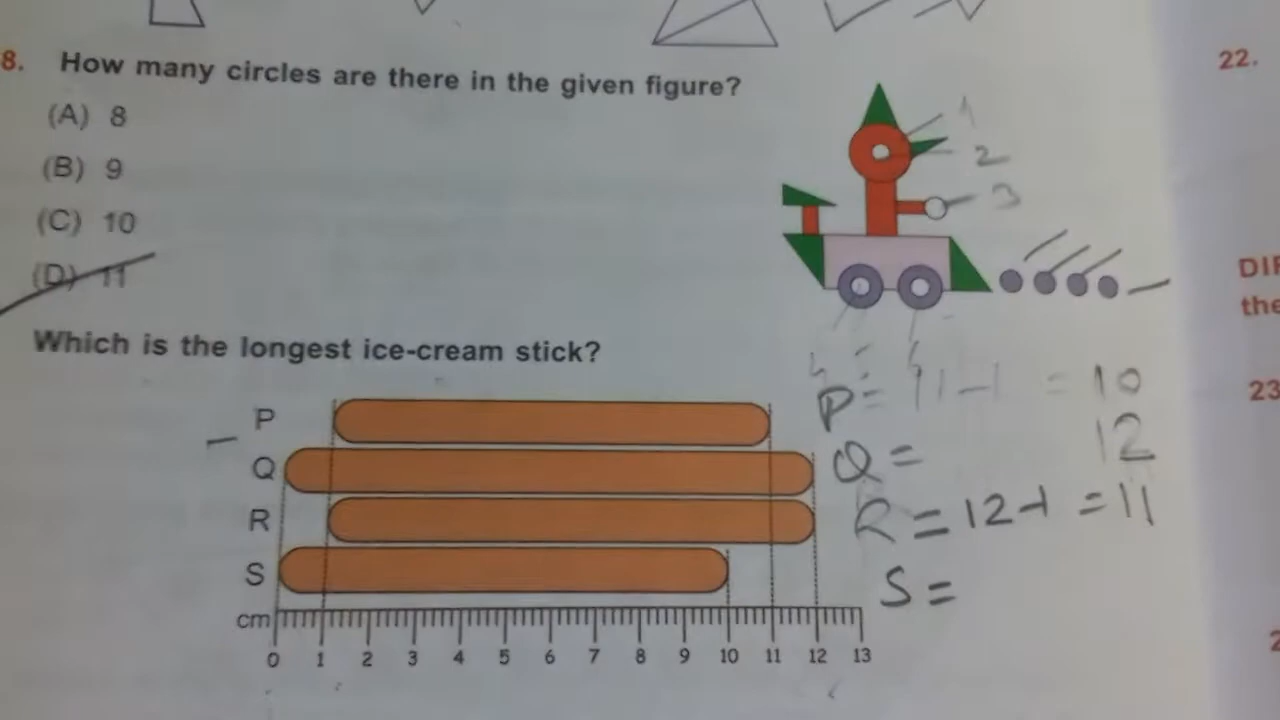 8. How many circles are there in the given figure?
(A) 8
(B) 9
(C) 10
(D) 11
1
2
3
22.
DIF
the
23
Which is the longest ice-cream stick?
P
Q
R
S
cm
0 1 2 3 4 5 6 7 8 9 10 11 12 13
P = 11-1 = 10
Q = 12
R = 12-1 = 11
S =